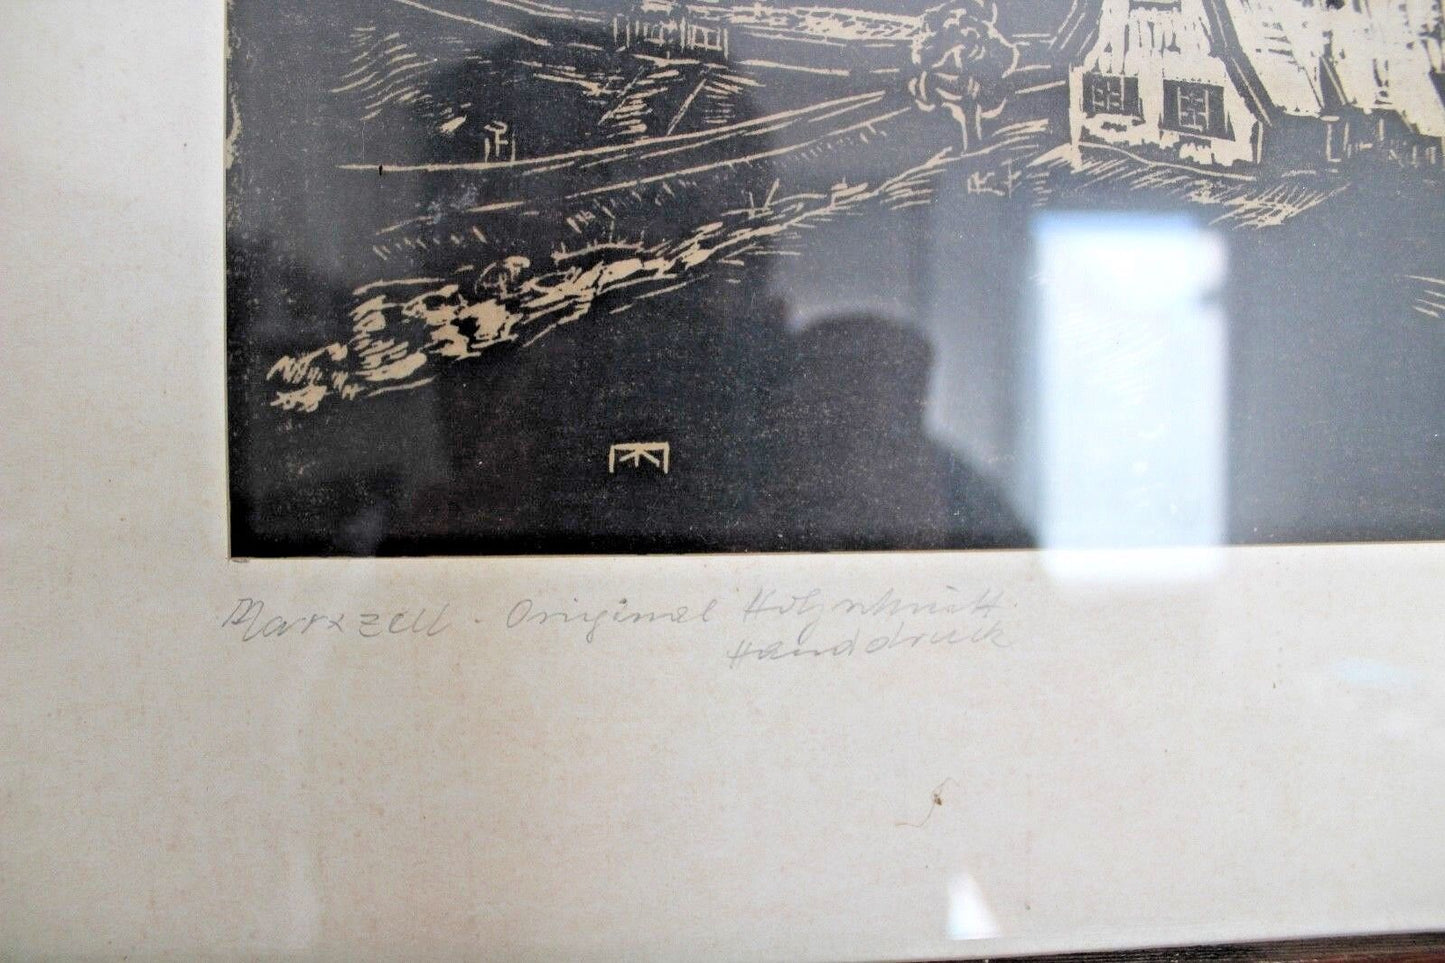 Marxzell. Original Holzschnitt.
Handdruck